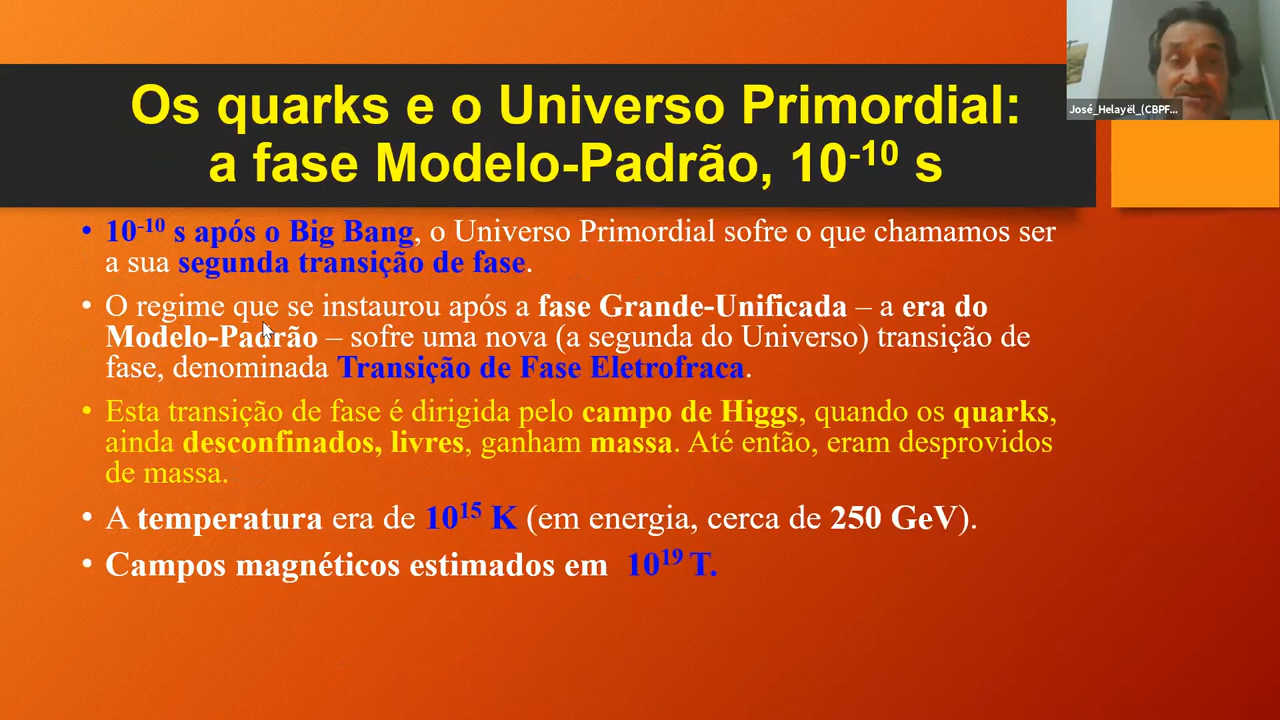 Os quarks e o Universo Primordial:
a fase Modelo-Padrão, 10⁻¹⁰ s
José_Helayël_(CBPF...
• 10⁻¹⁰ s após o Big Bang, o Universo Primordial sofre o que chamamos ser
a sua segunda transição de fase.
• O regime que se instaurou após a fase Grande-Unificada – a era do
Modelo-Padrão – sofre uma nova (a segunda do Universo) transição de
fase, denominada Transição de Fase Eletrofraca.
• Esta transição de fase é dirigida pelo campo de Higgs, quando os quarks,
ainda desconfinados, livres, ganham massa. Até então, eram desprovidos
de massa.
• A temperatura era de 10¹⁵ K (em energia, cerca de 250 GeV).
• Campos magnéticos estimados em 10¹⁹ T.